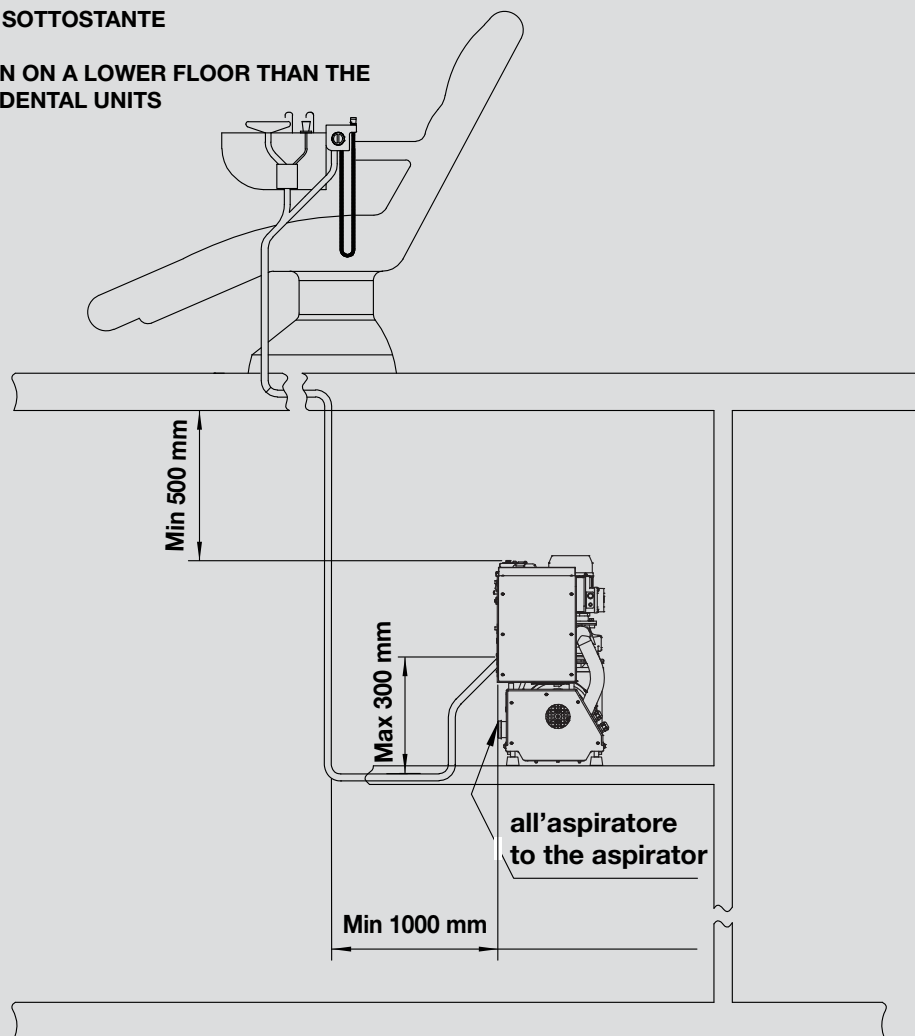 SOTTOSTANTE
N ON A LOWER FLOOR THAN THE
DENTAL UNITS
Min 500 mm
Max 300 mm
all’aspiratore
to the aspirator
Min 1000 mm